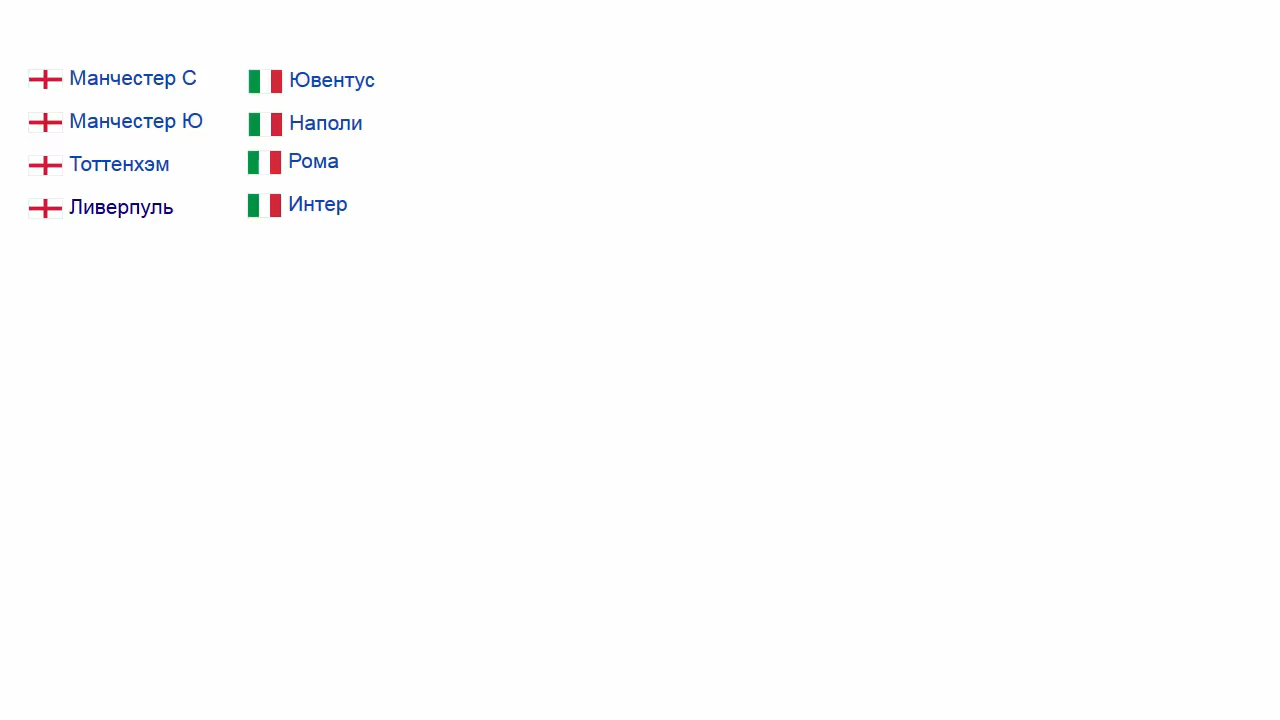 Манчестер С
Манчестер Ю
Тоттенхэм
Ливерпуль
Ювентус
Наполи
Рома
Интер